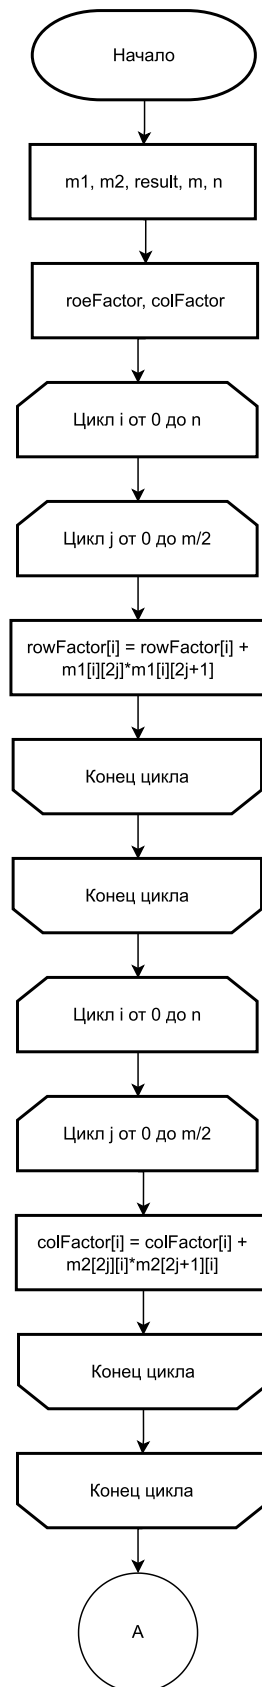 Начало
m1, m2, result, m, n
roeFactor, colFactor
Цикл i от 0 до n
Цикл j от 0 до m/2
rowFactor[i] = rowFactor[i] +
m1[i][2j]*m1[i][2j+1]
Конец цикла
Конец цикла
Цикл i от 0 до n
Цикл j от 0 до m/2
colFactor[i] = colFactor[i] +
m2[2j][i]*m2[2j+1][i]
Конец цикла
Конец цикла
А